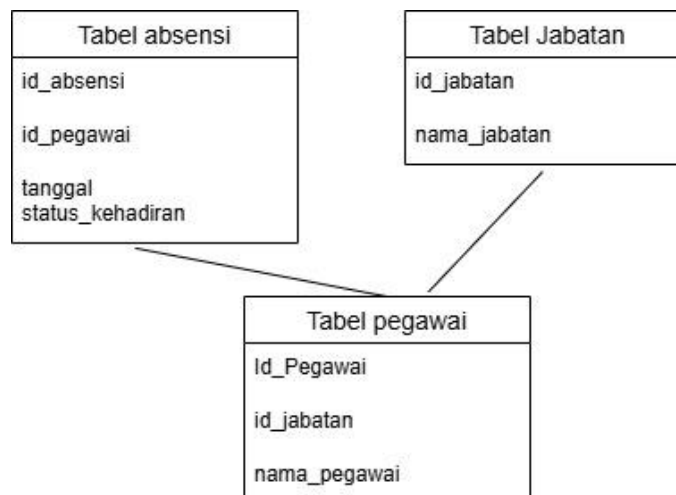 Tabel absensi
id_absensi
id_pegawai
tanggal
status_kehadiran
Tabel Jabatan
id_jabatan
nama_jabatan
Tabel pegawai
Id_Pegawai
id_jabatan
nama_pegawai